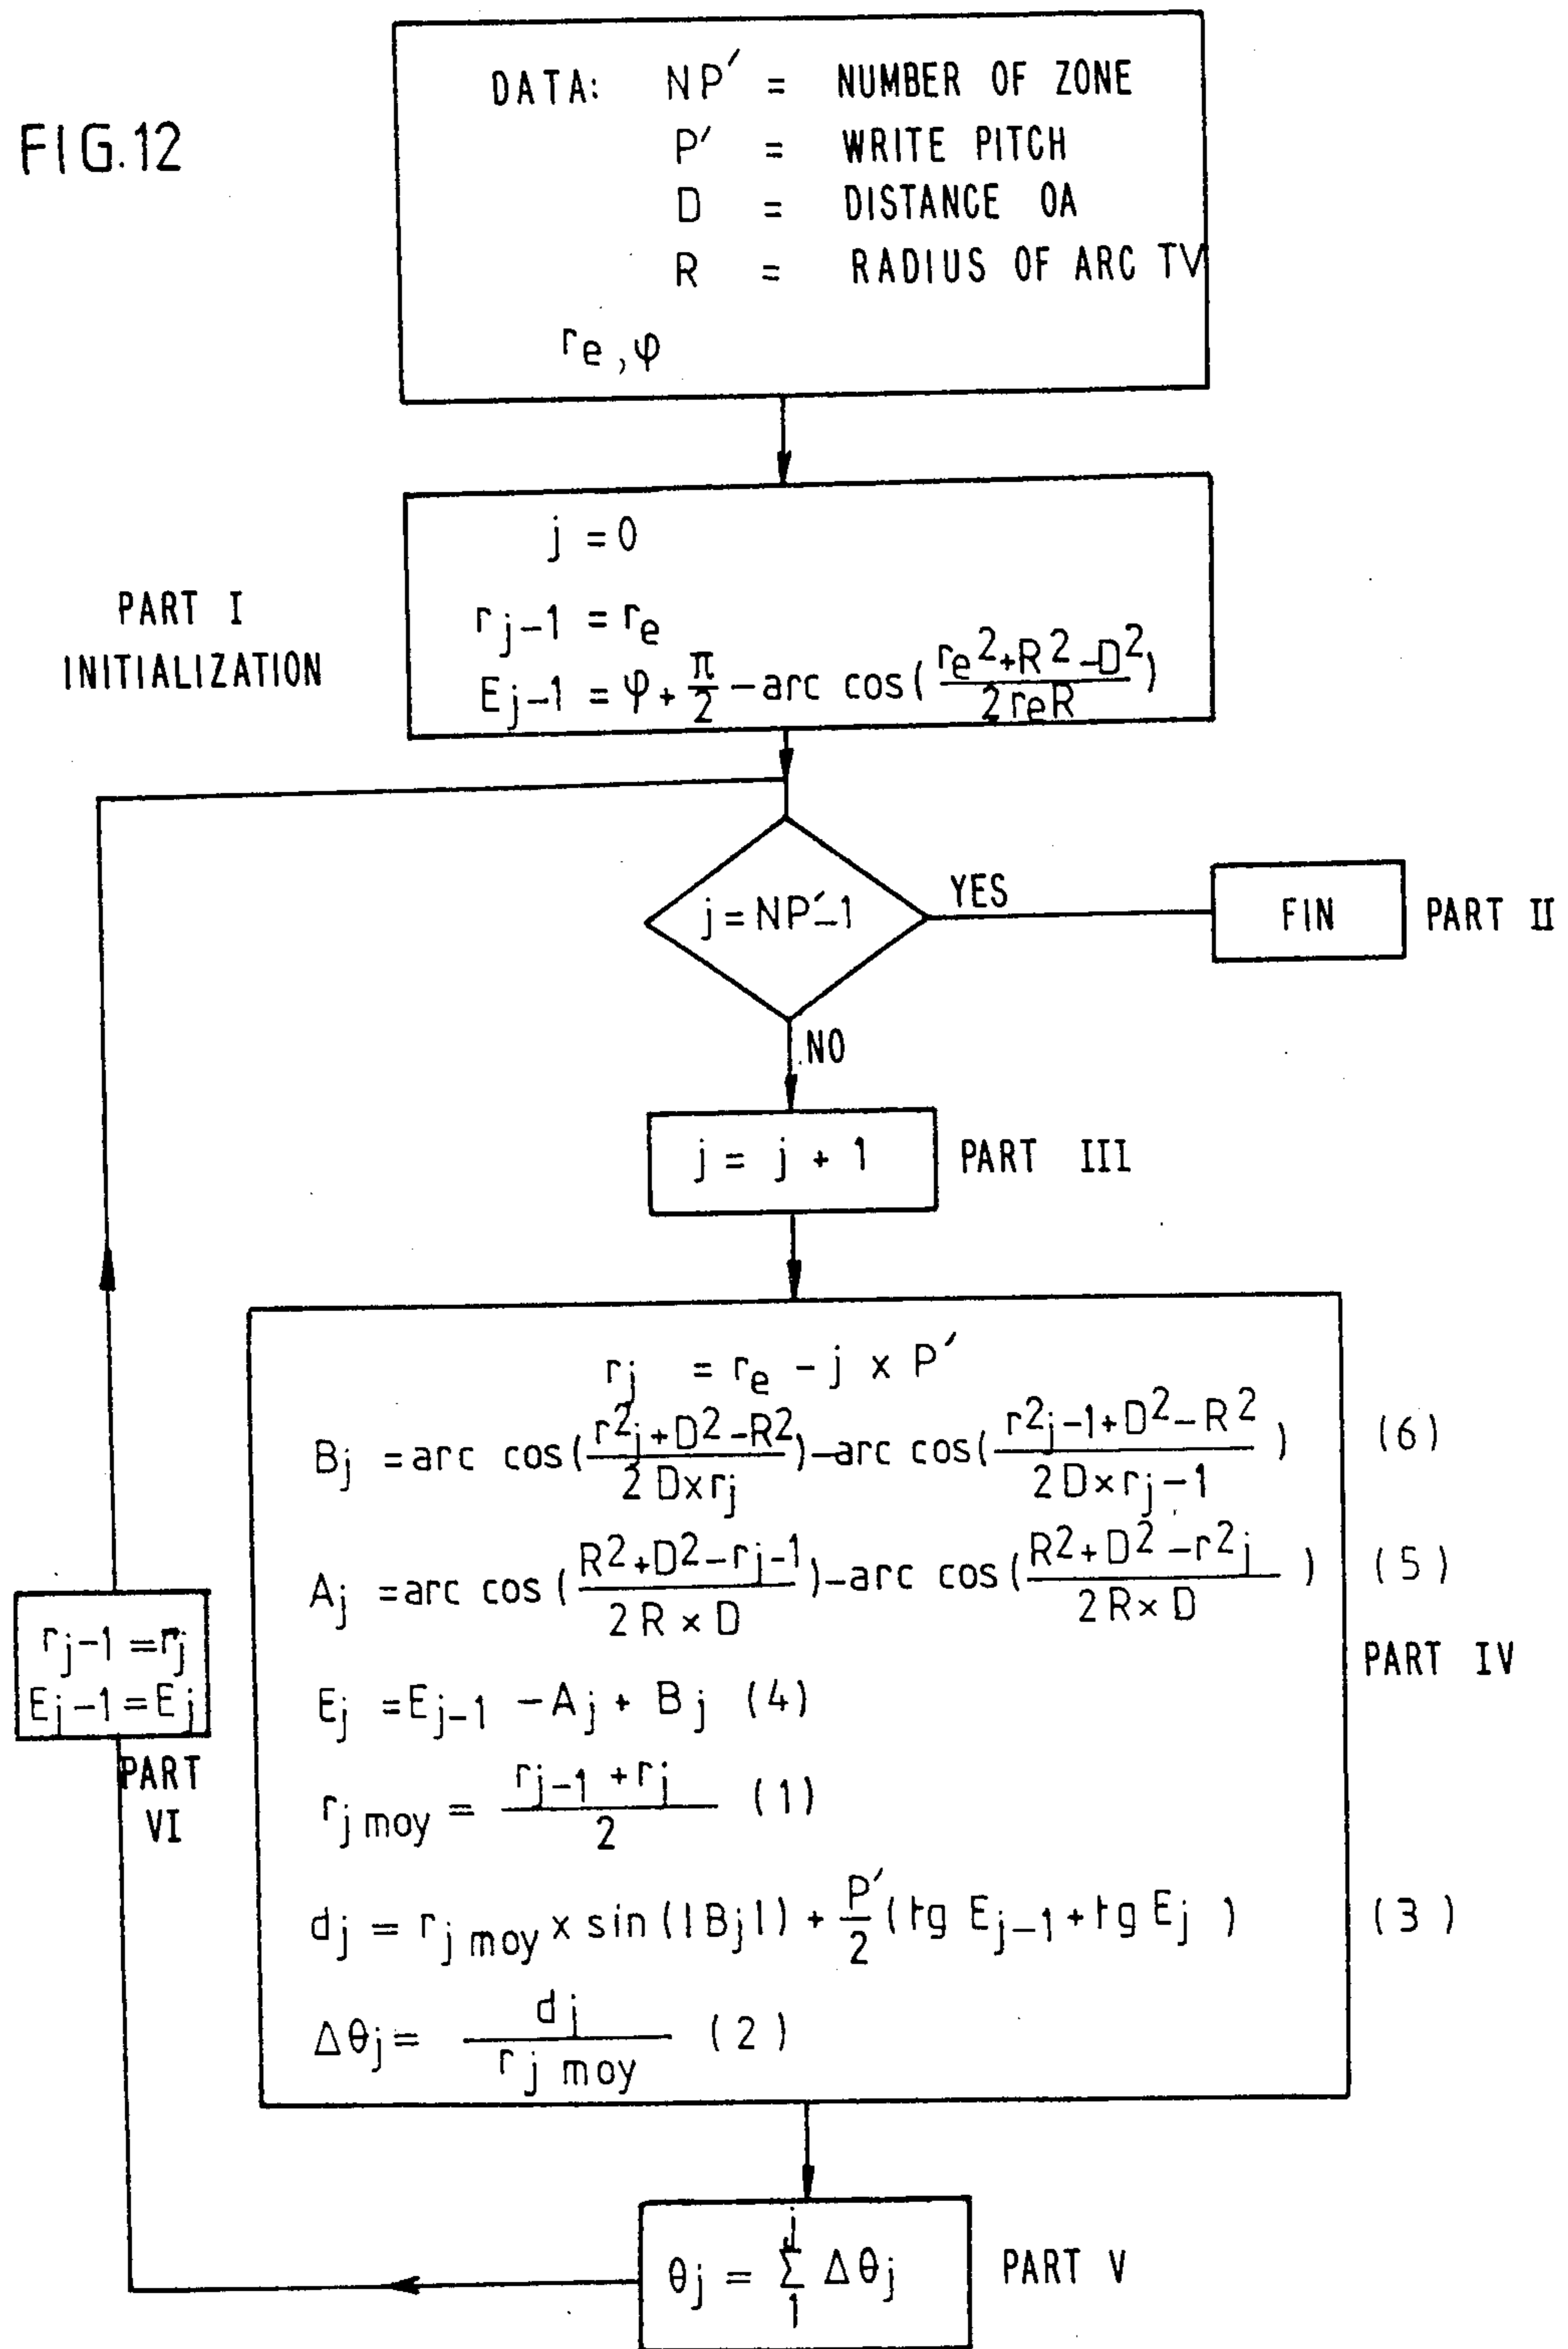 FIG.12
DATA: NP′ = NUMBER OF ZONE
P′ = WRITE PITCH
D = DISTANCE OA
R = RADIUS OF ARC TV
re,φ
PART I
INITIALIZATION
j = 0
rj-1 = re
Ej-1 = φ + π/2 - arc cos( re2+R2-D2 / 2reR )
j = NP′-1
YES
FIN
PART II
NO
j = j + 1
PART III
rj = re - j x P′
Bj = arc cos( r2j+D2-R2 / 2Dxrj )-arc cos( r2j-1+D2-R2 / 2Dxrj-1 ) (6)
Aj = arc cos( R2+D2-rj-1 / 2R x D )-arc cos( R2+D2-r2j / 2R x D ) (5)
PART IV
Ej = Ej-1 - Aj + Bj (4)
rj moy = rj-1 + rj / 2 (1)
dj = rj moy x sin(|Bj|) + P′/2 (tg Ej-1 + tg Ej ) (3)
Δθj = dj / rj moy (2)
rj-1 = rj
Ej-1 = Ej
PART
VI
j
θj = Σ Δθj
1
PART V